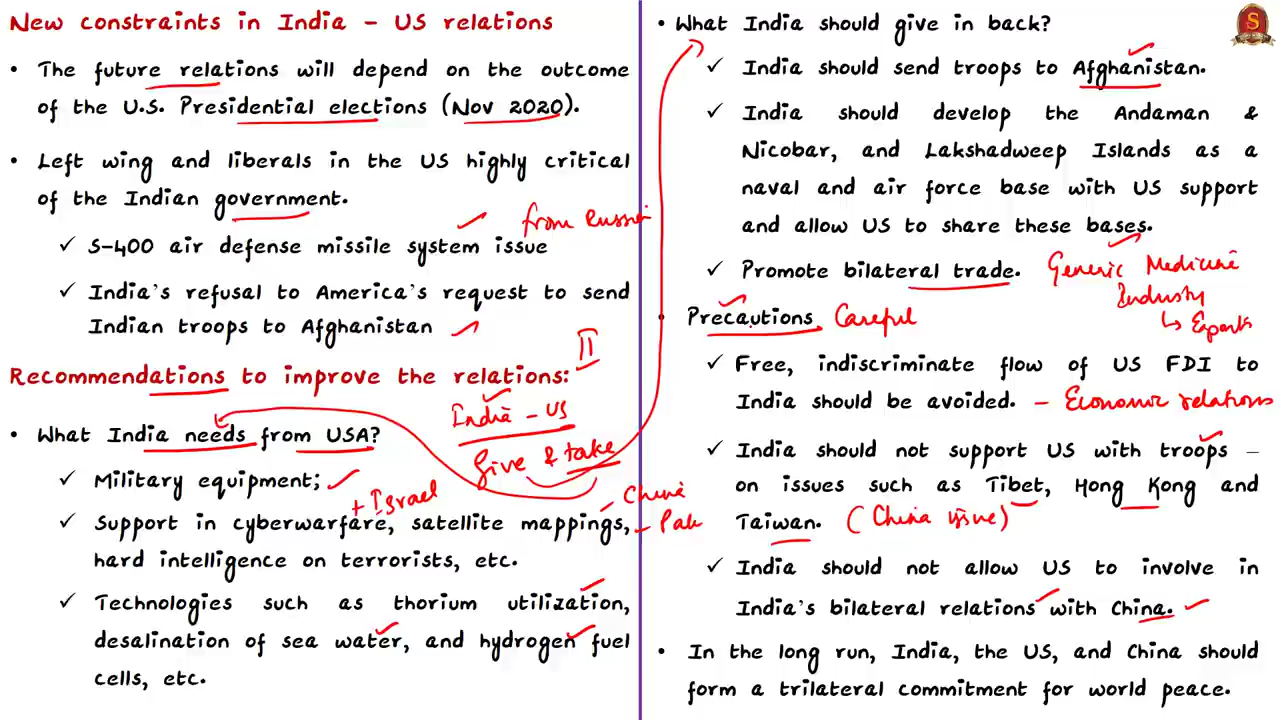 New constraints in India - US relations
• The future relations will depend on the outcome
of the U.S. Presidential elections (Nov 2020).
• Left wing and liberals in the US highly critical
of the Indian government.
from Russia
✓ S-400 air defense missile system issue
✓ India's refusal to America's request to send
Indian troops to Afghanistan
II
Recommendations to improve the relations:
India - US
• What India needs from USA?
Give & take
✓ Military equipment;
+ Israel
- China
✓ Support in cyberwarfare, satellite mappings,
- Pak
hard intelligence on terrorists, etc.
✓ Technologies such as thorium utilization,
desalination of sea water, and hydrogen fuel
cells, etc.
• What India should give in back?
S
✓ India should send troops to Afghanistan.
✓ India should develop the Andaman &
Nicobar, and Lakshadweep Islands as a
naval and air force base with US support
and allow US to share these bases.
✓ Promote bilateral trade. Generic Medicine
Industry
↳ Exports
• Precautions Careful
✓ Free, indiscriminate flow of US FDI to
India should be avoided. - Economic relations
✓ India should not support US with troops -
on issues such as Tibet, Hong Kong and
Taiwan. (China issue)
✓ India should not allow US to involve in
India's bilateral relations with China.
• In the long run, India, the US, and China should
form a trilateral commitment for world peace.